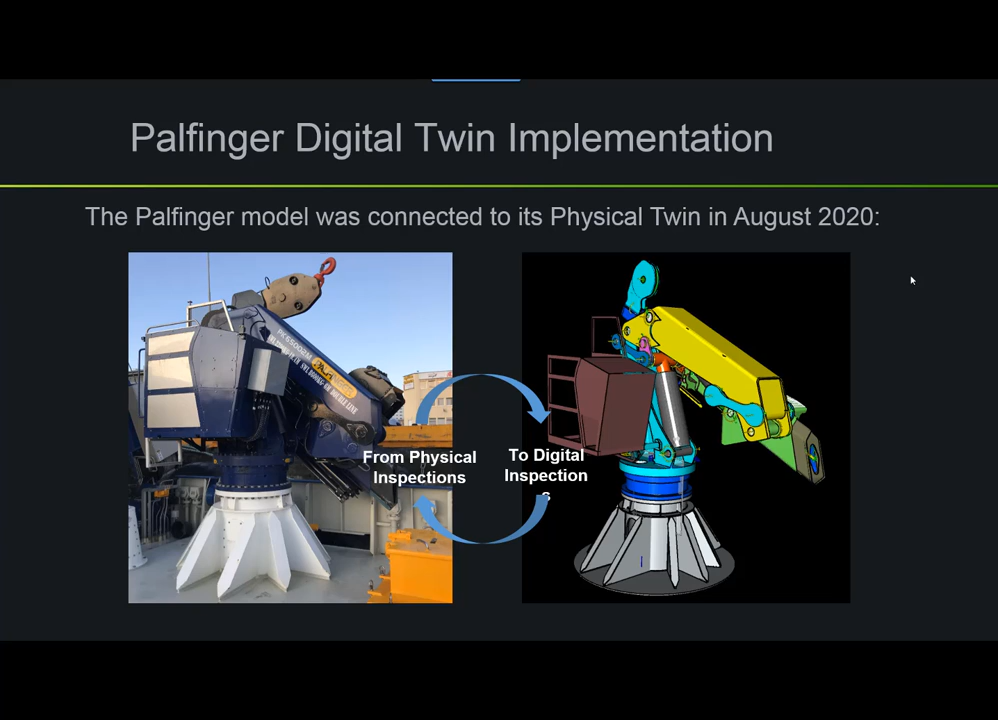 Palfinger Digital Twin Implementation
The Palfinger model was connected to its Physical Twin in August 2020:
From Physical
Inspections
To Digital
Inspection
s